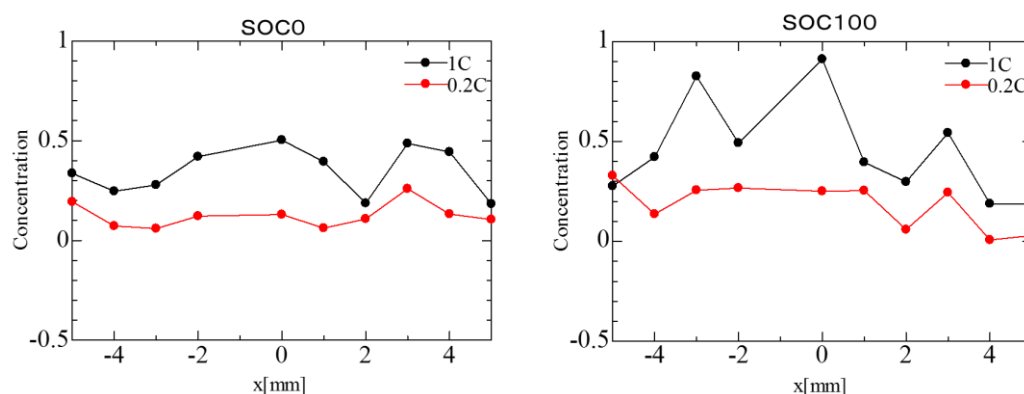 SOC0
1
1C
0.2C
0.5
0
-0.5
Concentration
-4 -2 0 2 4
x[mm]
SOC100
1
1C
0.2C
0.5
0
-0.5
Concentration
-4 -2 0 2 4
x[mm]